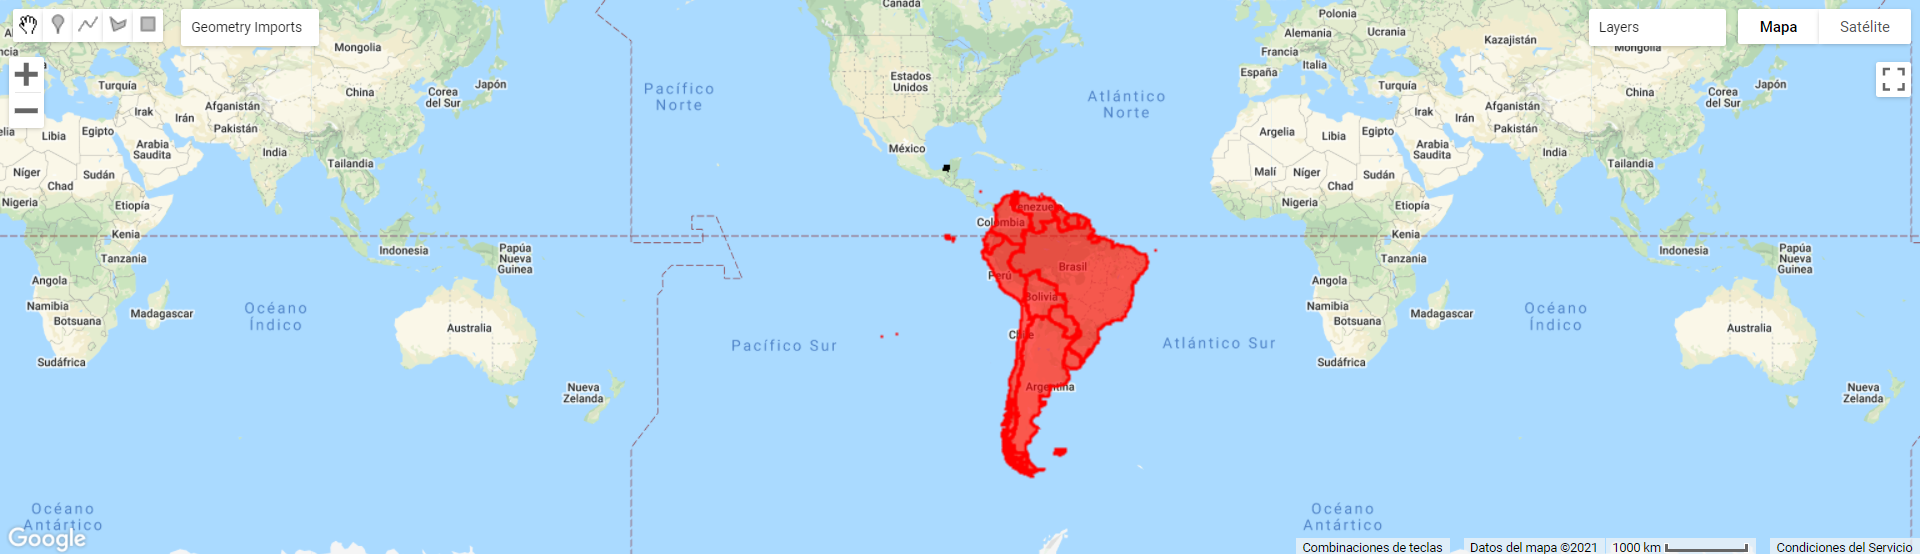 Geometry Imports
Layers
Mapa
Satélite
Canadá
Polonia
Alemania
Ucrania
Kazajistán
Mongolia
Mongolia
Francia
Italia
España
Estados
Unidos
Turquía
Japón
China
Corea
del Sur
Turquía
China
Japón
Corea
del Sur
Pacífico
Norte
Atlántico
Norte
Afganistán
Irak
Irán
Pakistán
Irak
Afganistán
Irán
Pakistán
Libia
Egipto
Arabia
Saudita
India
Tailandia
México
Argelia
Libia
Egipto
Arabia
Saudita
India
Tailandia
Níger
Sudán
Chad
Malí
Níger
Sudán
Chad
Nigeria
Etiopía
Nigeria
Etiopía
Venezuela
Colombia
Kenia
Indonesia
Papúa
Nueva
Guinea
Kenia
Indonesia
Papúa
Nueva
Guinea
Tanzania
Tanzania
Brasil
Perú
Angola
Angola
Bolivia
Namibia
Botsuana
Madagascar
Namibia
Botsuana
Madagascar
Océano
Índico
Océano
Índico
Australia
Australia
Chile
Pacífico Sur
Atlántico Sur
Sudáfrica
Sudáfrica
Argentina
Nueva
Zelanda
Nueva
Zelanda
Océano
Antártico
Océano
Antártico
Google
Combinaciones de teclas
Datos del mapa ©2021
1000 km
Condiciones del Servicio